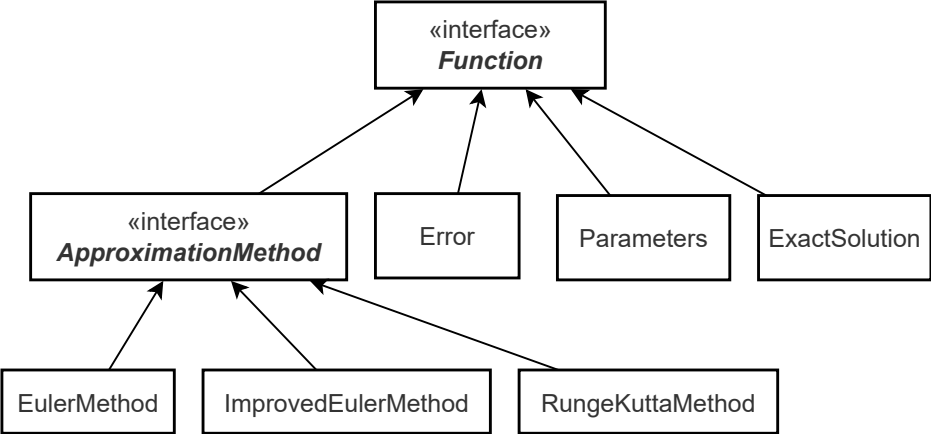 «interface»
Function
«interface»
ApproximationMethod
Error
Parameters
ExactSolution
EulerMethod
ImprovedEulerMethod
RungeKuttaMethod